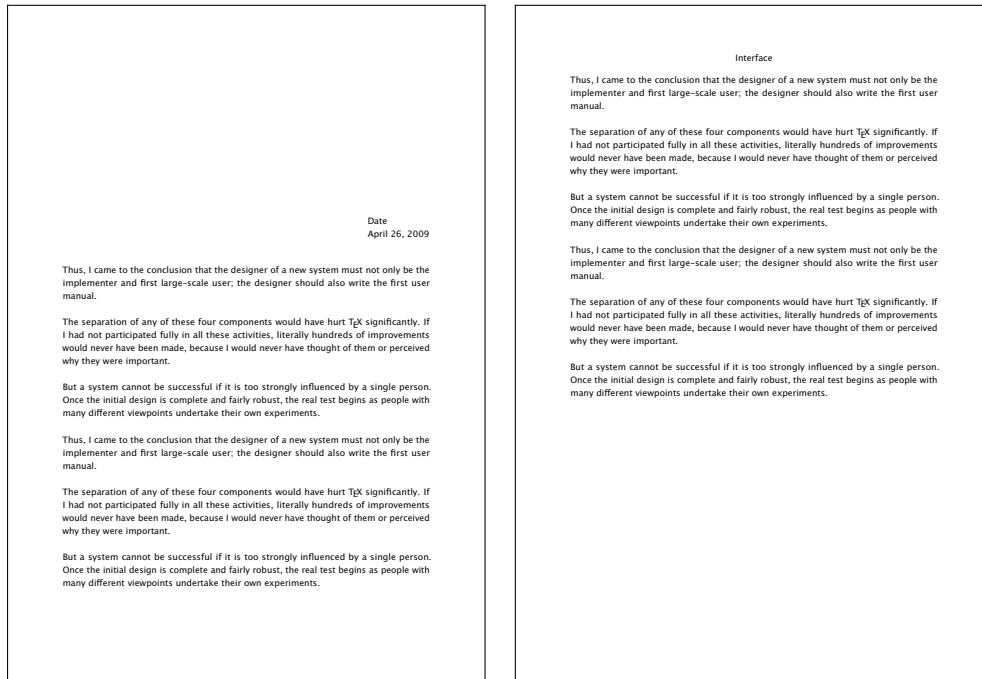 Date
April 26, 2009
Thus, I came to the conclusion that the designer of a new system must not only be the
implementer and first large-scale user; the designer should also write the first user
manual.
The separation of any of these four components would have hurt TEX significantly. If
I had not participated fully in all these activities, literally hundreds of improvements
would never have been made, because I would never have thought of them or perceived
why they were important.
But a system cannot be successful if it is too strongly influenced by a single person.
Once the initial design is complete and fairly robust, the real test begins as people with
many different viewpoints undertake their own experiments.
Thus, I came to the conclusion that the designer of a new system must not only be the
implementer and first large-scale user; the designer should also write the first user
manual.
The separation of any of these four components would have hurt TEX significantly. If
I had not participated fully in all these activities, literally hundreds of improvements
would never have been made, because I would never have thought of them or perceived
why they were important.
But a system cannot be successful if it is too strongly influenced by a single person.
Once the initial design is complete and fairly robust, the real test begins as people with
many different viewpoints undertake their own experiments.
Interface
Thus, I came to the conclusion that the designer of a new system must not only be the
implementer and first large-scale user; the designer should also write the first user
manual.
The separation of any of these four components would have hurt TEX significantly. If
I had not participated fully in all these activities, literally hundreds of improvements
would never have been made, because I would never have thought of them or perceived
why they were important.
But a system cannot be successful if it is too strongly influenced by a single person.
Once the initial design is complete and fairly robust, the real test begins as people with
many different viewpoints undertake their own experiments.
Thus, I came to the conclusion that the designer of a new system must not only be the
implementer and first large-scale user; the designer should also write the first user
manual.
The separation of any of these four components would have hurt TEX significantly. If
I had not participated fully in all these activities, literally hundreds of improvements
would never have been made, because I would never have thought of them or perceived
why they were important.
But a system cannot be successful if it is too strongly influenced by a single person.
Once the initial design is complete and fairly robust, the real test begins as people with
many different viewpoints undertake their own experiments.